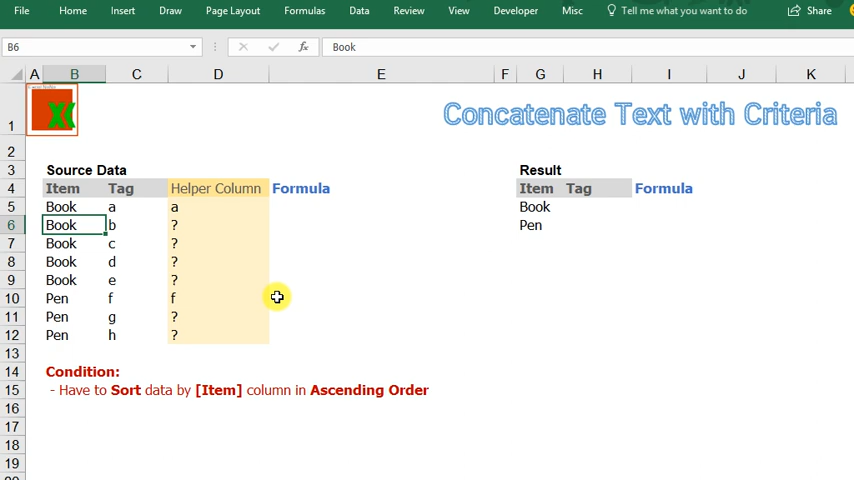 File Home Insert Draw Page Layout Formulas Data Review View Developer Misc Tell me what you want to do Share
B6 fx Book
A B C D E F G H I J K
1 Concatenate Text with Criteria
2
3 Source Data Result
4 Item Tag Helper Column Formula Item Tag Formula
5 Book a a Book
6 Book b ? Pen
7 Book c ?
8 Book d ?
9 Book e ?
10 Pen f f
11 Pen g ?
12 Pen h ?
13
14 Condition:
15 - Have to Sort data by [Item] column in Ascending Order
16
17
18
19